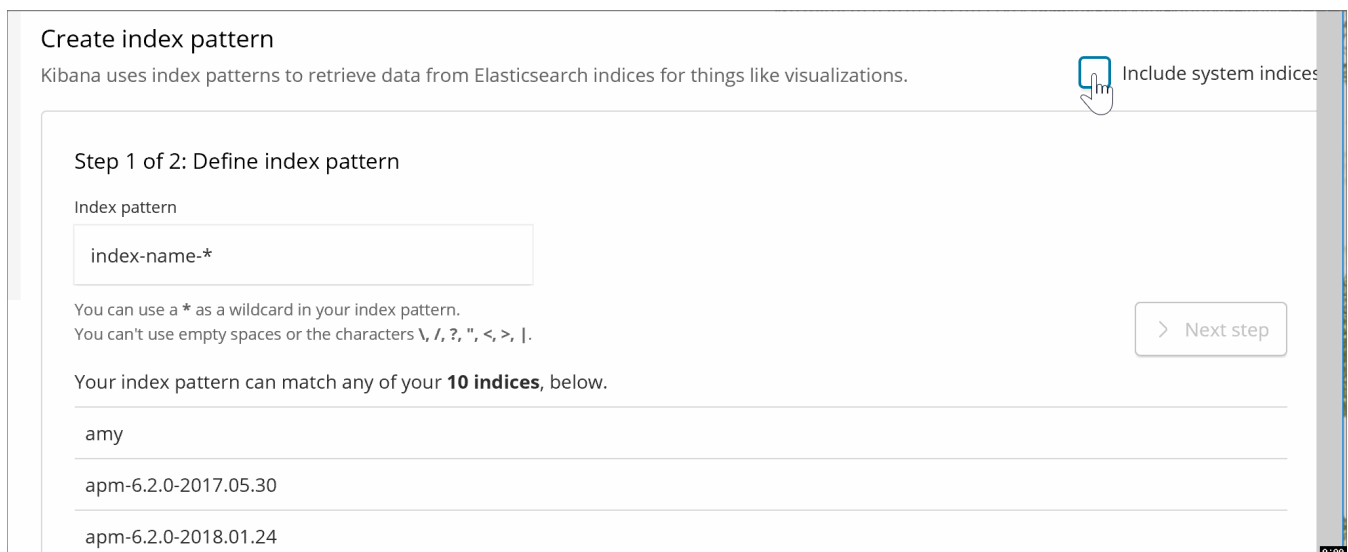 Create index pattern
Kibana uses index patterns to retrieve data from Elasticsearch indices for things like visualizations.
Include system indices
Step 1 of 2: Define index pattern
Index pattern
index-name-*
You can use a * as a wildcard in your index pattern.
You can't use empty spaces or the characters \, /, ?, ", <, >, |.
Next step
Your index pattern can match any of your 10 indices, below.
amy
apm-6.2.0-2017.05.30
apm-6.2.0-2018.01.24